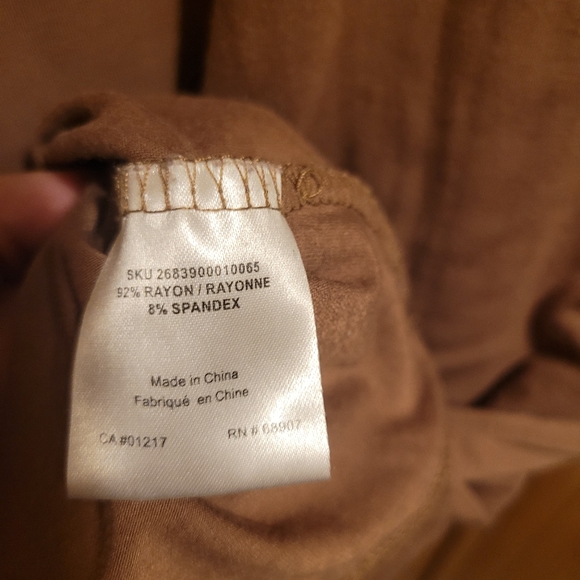 SKU 2683900010065
92% RAYON / RAYONNE
8% SPANDEX
Made in China
Fabriqué en Chine
CA #01217
RN # 68907